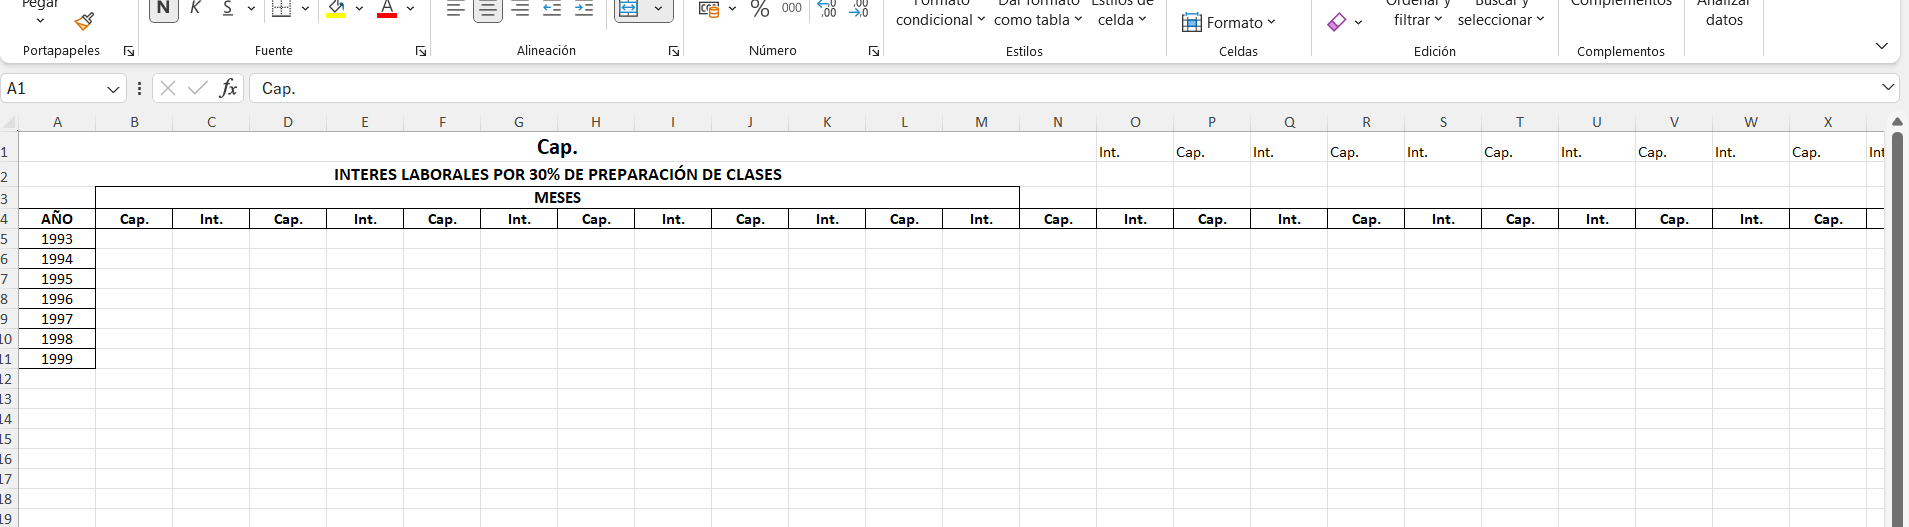 Pegar
N K S A % 000
Formato condicional
Dar formato como tabla
Estilos de celda
Formato
Ordenar y filtrar
Buscar y seleccionar
Complementos
Analizar datos
Portapapeles Fuente Alineación Número Estilos Celdas Edición Complementos
A1 fx Cap.
A B C D E F G H I J K L M N O P Q R S T U V W X
1 Cap. Int. Cap. Int. Cap. Int. Cap. Int. Cap. Int. Cap. Int
2 INTERES LABORALES POR 30% DE PREPARACIÓN DE CLASES
3 MESES
4 AÑO Cap. Int. Cap. Int. Cap. Int. Cap. Int. Cap. Int. Cap. Int. Cap. Int. Cap. Int. Cap. Int. Cap. Int. Cap. Int. Cap.
5 1993
6 1994
7 1995
8 1996
9 1997
10 1998
11 1999
12
13
14
15
16
17
18
19